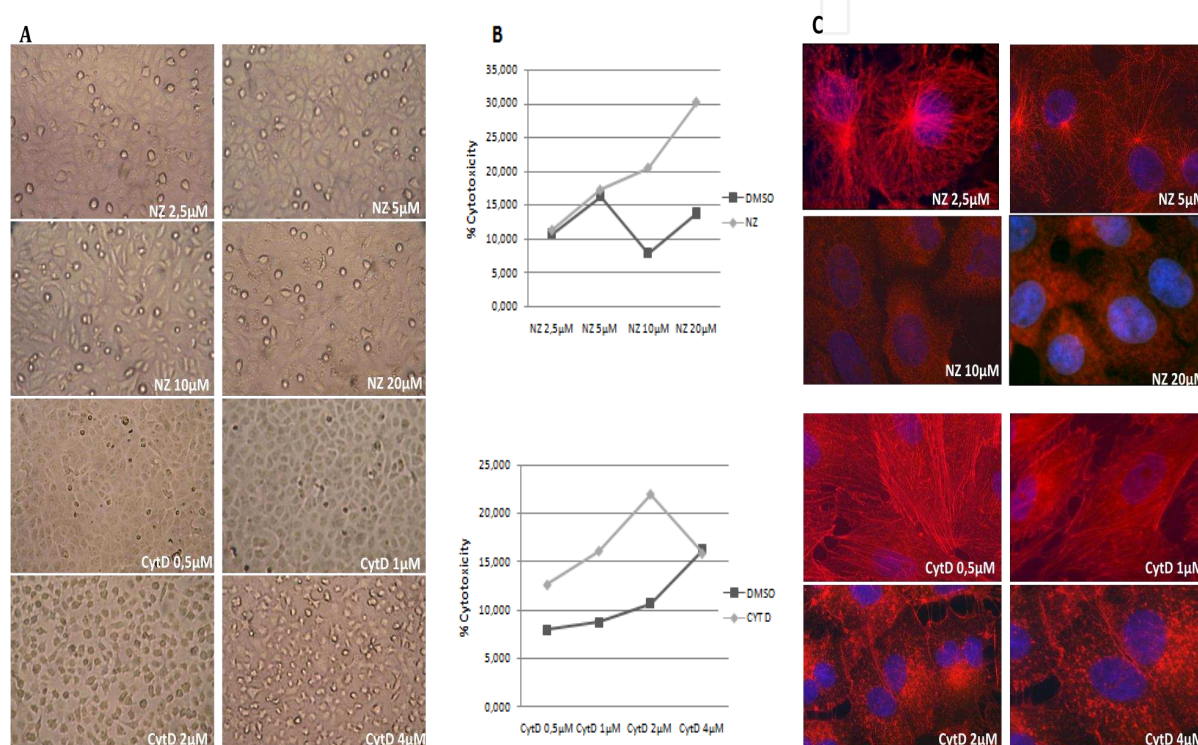 A
NZ 2,5µM
NZ 5µM
NZ 10µM
NZ 20µM
CytD 0,5µM
CytD 1µM
CytD 2µM
CytD 4µM
B
% Cytotoxicity
35,000
30,000
25,000
20,000
15,000
10,000
5,000
0,000
NZ 2,5µM NZ 5µM NZ 10µM NZ 20µM
DMSO
NZ
% Cytotoxicity
25,000
20,000
15,000
10,000
5,000
0,000
CytD 0,5µM CytD 1µM CytD 2µM CytD 4µM
DMSO
CYT D
C
NZ 2,5µM
NZ 5µM
NZ 10µM
NZ 20µM
CytD 0,5µM
CytD 1µM
CytD 2µM
CytD 4µM